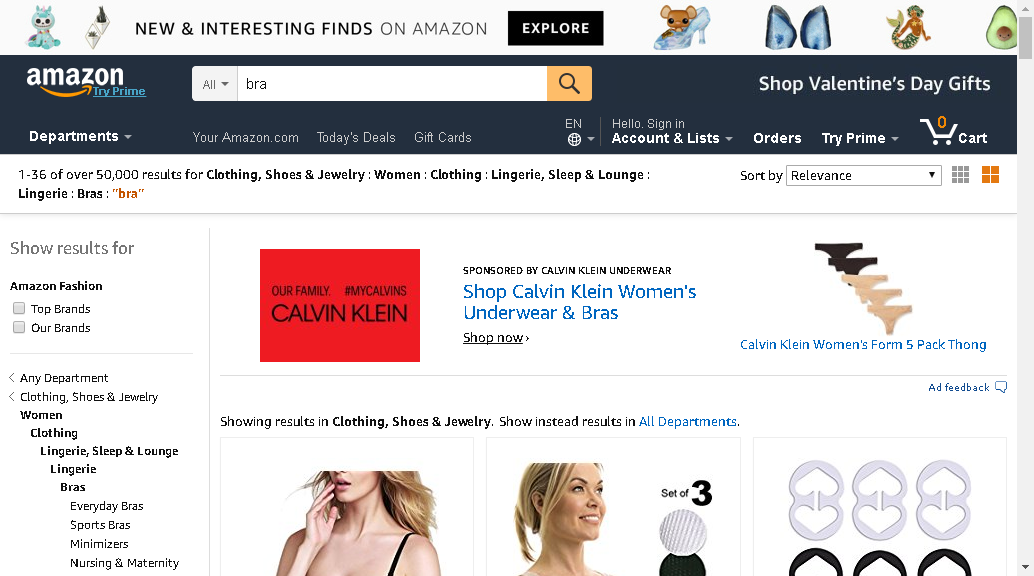 NEW & INTERESTING FINDS ON AMAZON EXPLORE
amazon
Try Prime
All
bra
Shop Valentine's Day Gifts
Departments
Your Amazon.com Today's Deals Gift Cards
EN
Hello. Sign in
Account & Lists
Orders
Try Prime
0
Cart
1-36 of over 50,000 results for Clothing, Shoes & Jewelry : Women : Clothing : Lingerie, Sleep & Lounge :
Lingerie : Bras : "bra"
Sort by Relevance
Show results for
Amazon Fashion
Top Brands
Our Brands
Any Department
Clothing, Shoes & Jewelry
Women
Clothing
Lingerie, Sleep & Lounge
Lingerie
Bras
Everyday Bras
Sports Bras
Minimizers
Nursing & Maternity
OUR FAMILY. #MYCALVINS
CALVIN KLEIN
SPONSORED BY CALVIN KLEIN UNDERWEAR
Shop Calvin Klein Women's
Underwear & Bras
Shop now ›
Calvin Klein Women's Form 5 Pack Thong
Ad feedback
Showing results in Clothing, Shoes & Jewelry. Show instead results in All Departments.
Set of 3